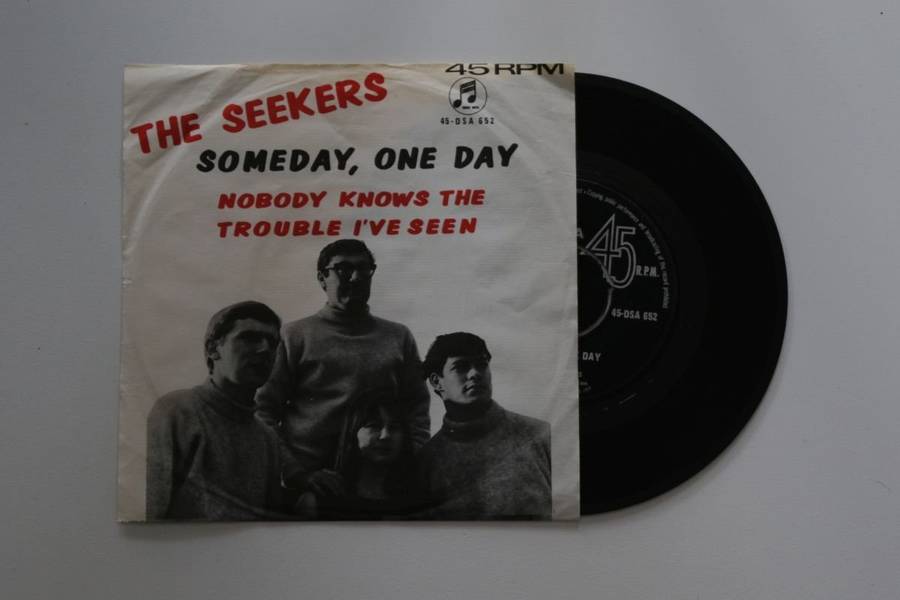 45 RPM
THE SEEKERS
45-DSA 652
SOMEDAY, ONE DAY
NOBODY KNOWS THE
TROUBLE I'VE SEEN
45
R.P.M.
45-DSA 652
DAY